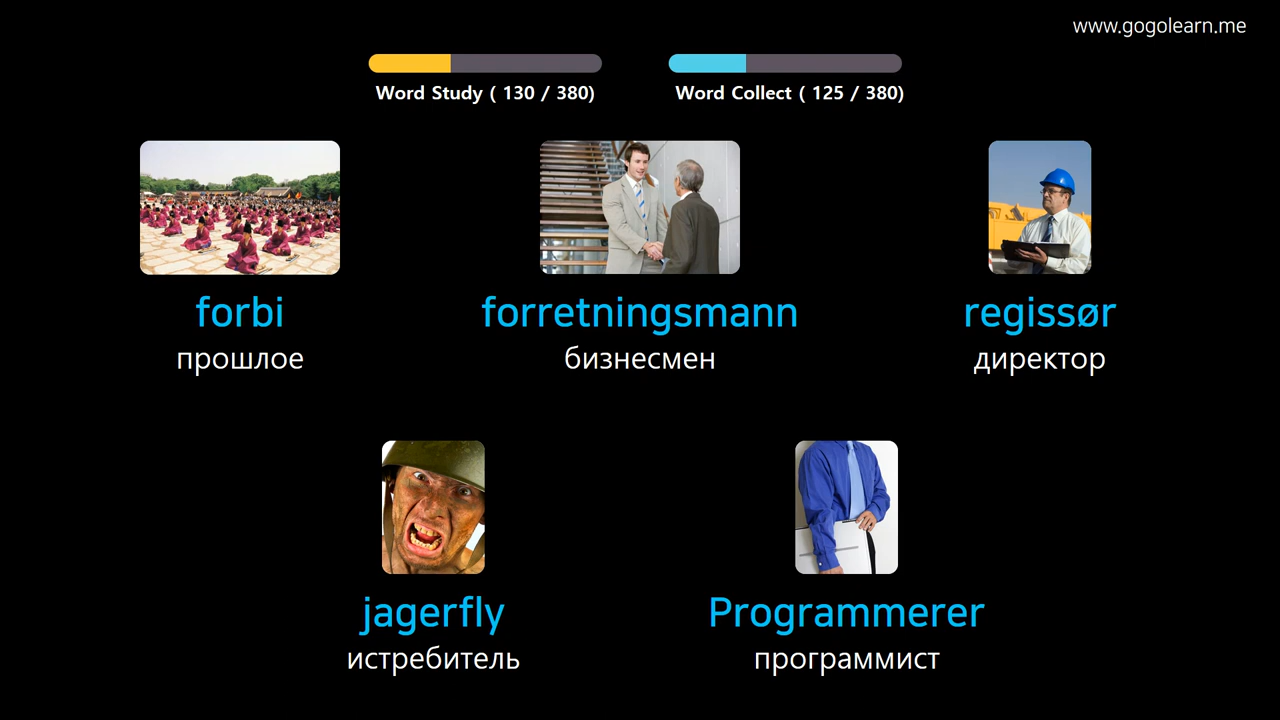 www.gogolearn.me
Word Study ( 130 / 380)
Word Collect ( 125 / 380)
forbi
прошлое
forretningsmann
бизнесмен
regissør
директор
jagerfly
истребитель
Programmerer
программист